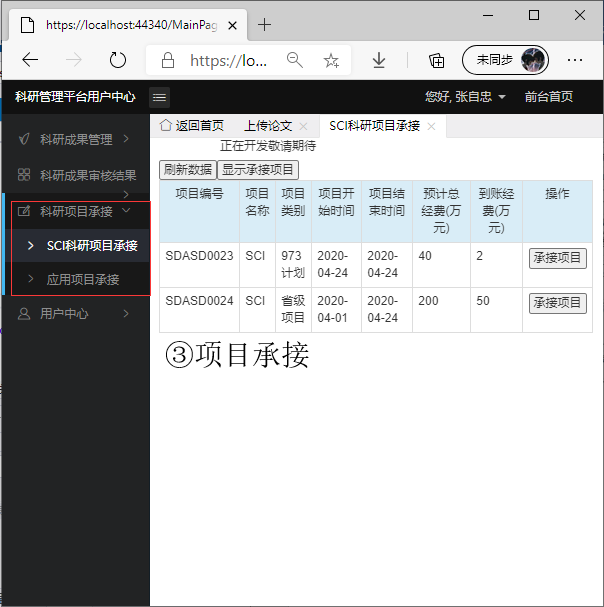 https://localhost:44340/MainPag
https://lo...
未同步
科研管理平台用户中心
您好, 张自忠
前台首页
返回首页
上传论文
SCI科研项目承接
科研成果管理
科研成果审核结果
科研项目承接
SCI科研项目承接
应用项目承接
用户中心
正在开发敬请期待
刷新数据 显示承接项目
项目编号 项目名称 项目类别 项目开始时间 项目结束时间 预计总经费(万元) 到账经费(万元) 操作
SDASD0023 SCI 973计划 2020-04-24 2020-04-24 40 2 承接项目
SDASD0024 SCI 省级项目 2020-04-01 2020-04-24 200 50 承接项目
③项目承接